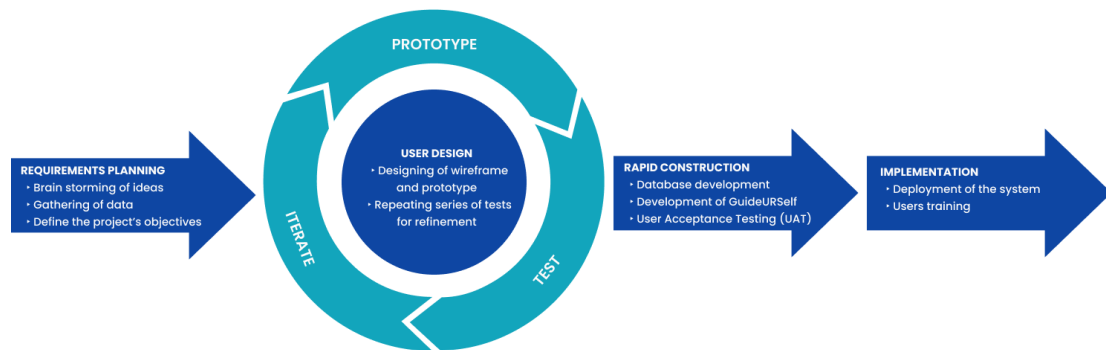 REQUIREMENTS PLANNING
‣ Brain storming of ideas
‣ Gathering of data
‣ Define the project's objectives
PROTOTYPE
TEST
ITERATE
USER DESIGN
‣ Designing of wireframe
and prototype
‣ Repeating series of tests
for refinement
RAPID CONSTRUCTION
‣ Database development
‣ Development of GuideURSelf
‣ User Acceptance Testing (UAT)
IMPLEMENTATION
‣ Deployment of the system
‣ Users training